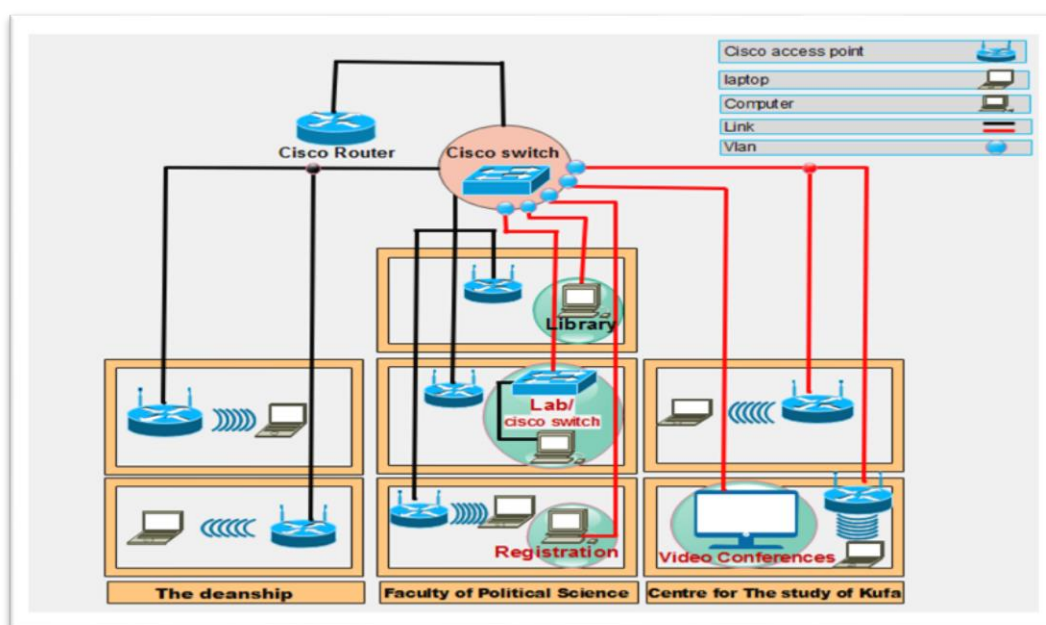 Cisco access point
laptop
Computer
Link
Vlan
Cisco Router
Cisco switch
Library
Lab/
cisco switch
Registration
Video Conferences
The deanship
Faculty of Political Science
Centre for The study of Kufa